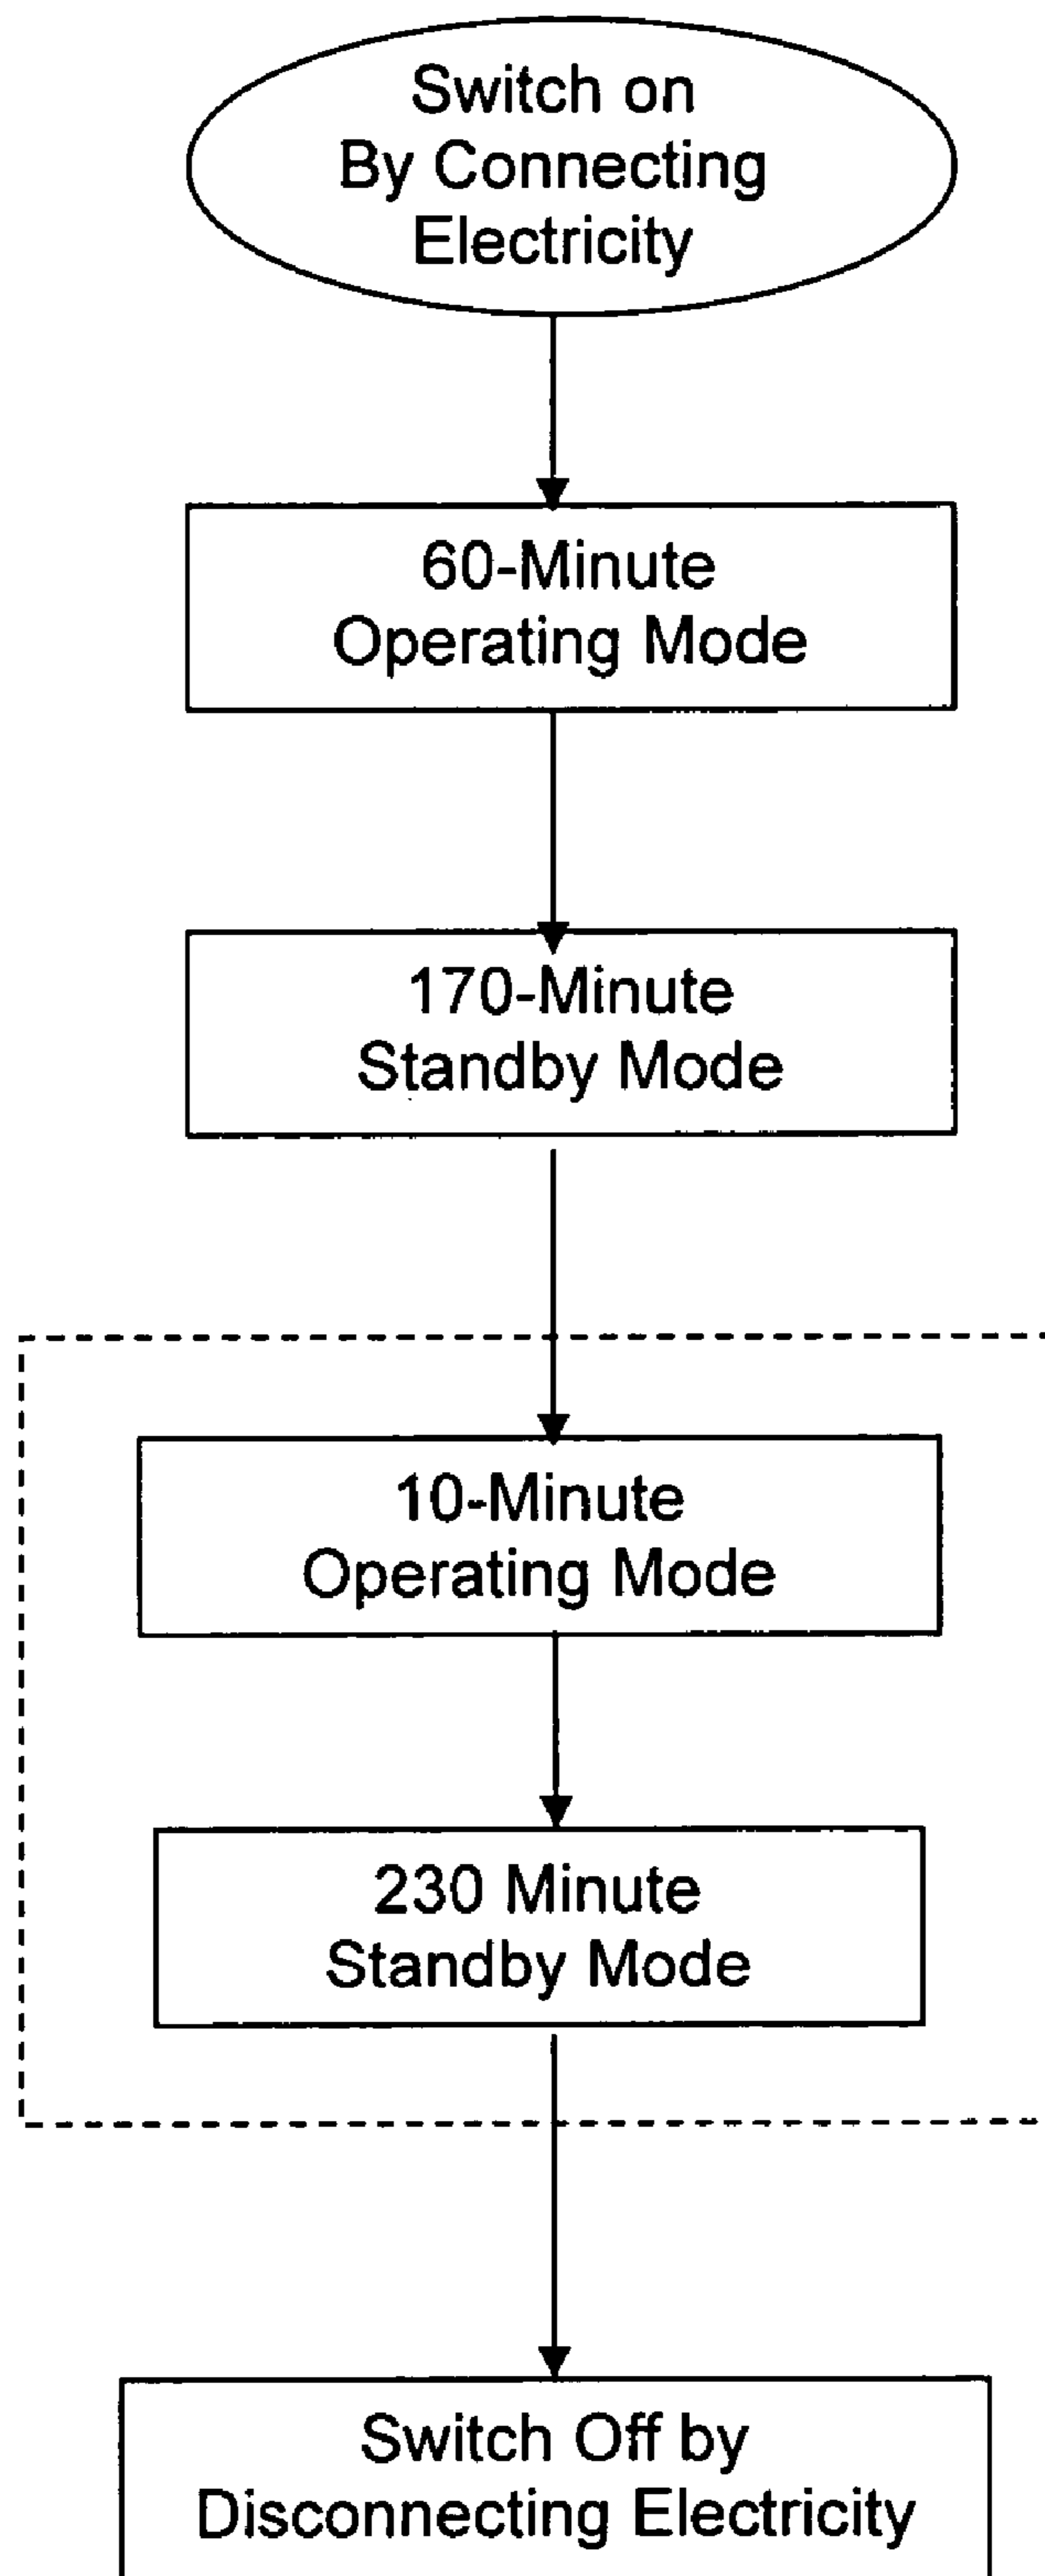 Switch on
By Connecting
Electricity
60-Minute
Operating Mode
170-Minute
Standby Mode
10-Minute
Operating Mode
230 Minute
Standby Mode
Switch Off by
Disconnecting Electricity